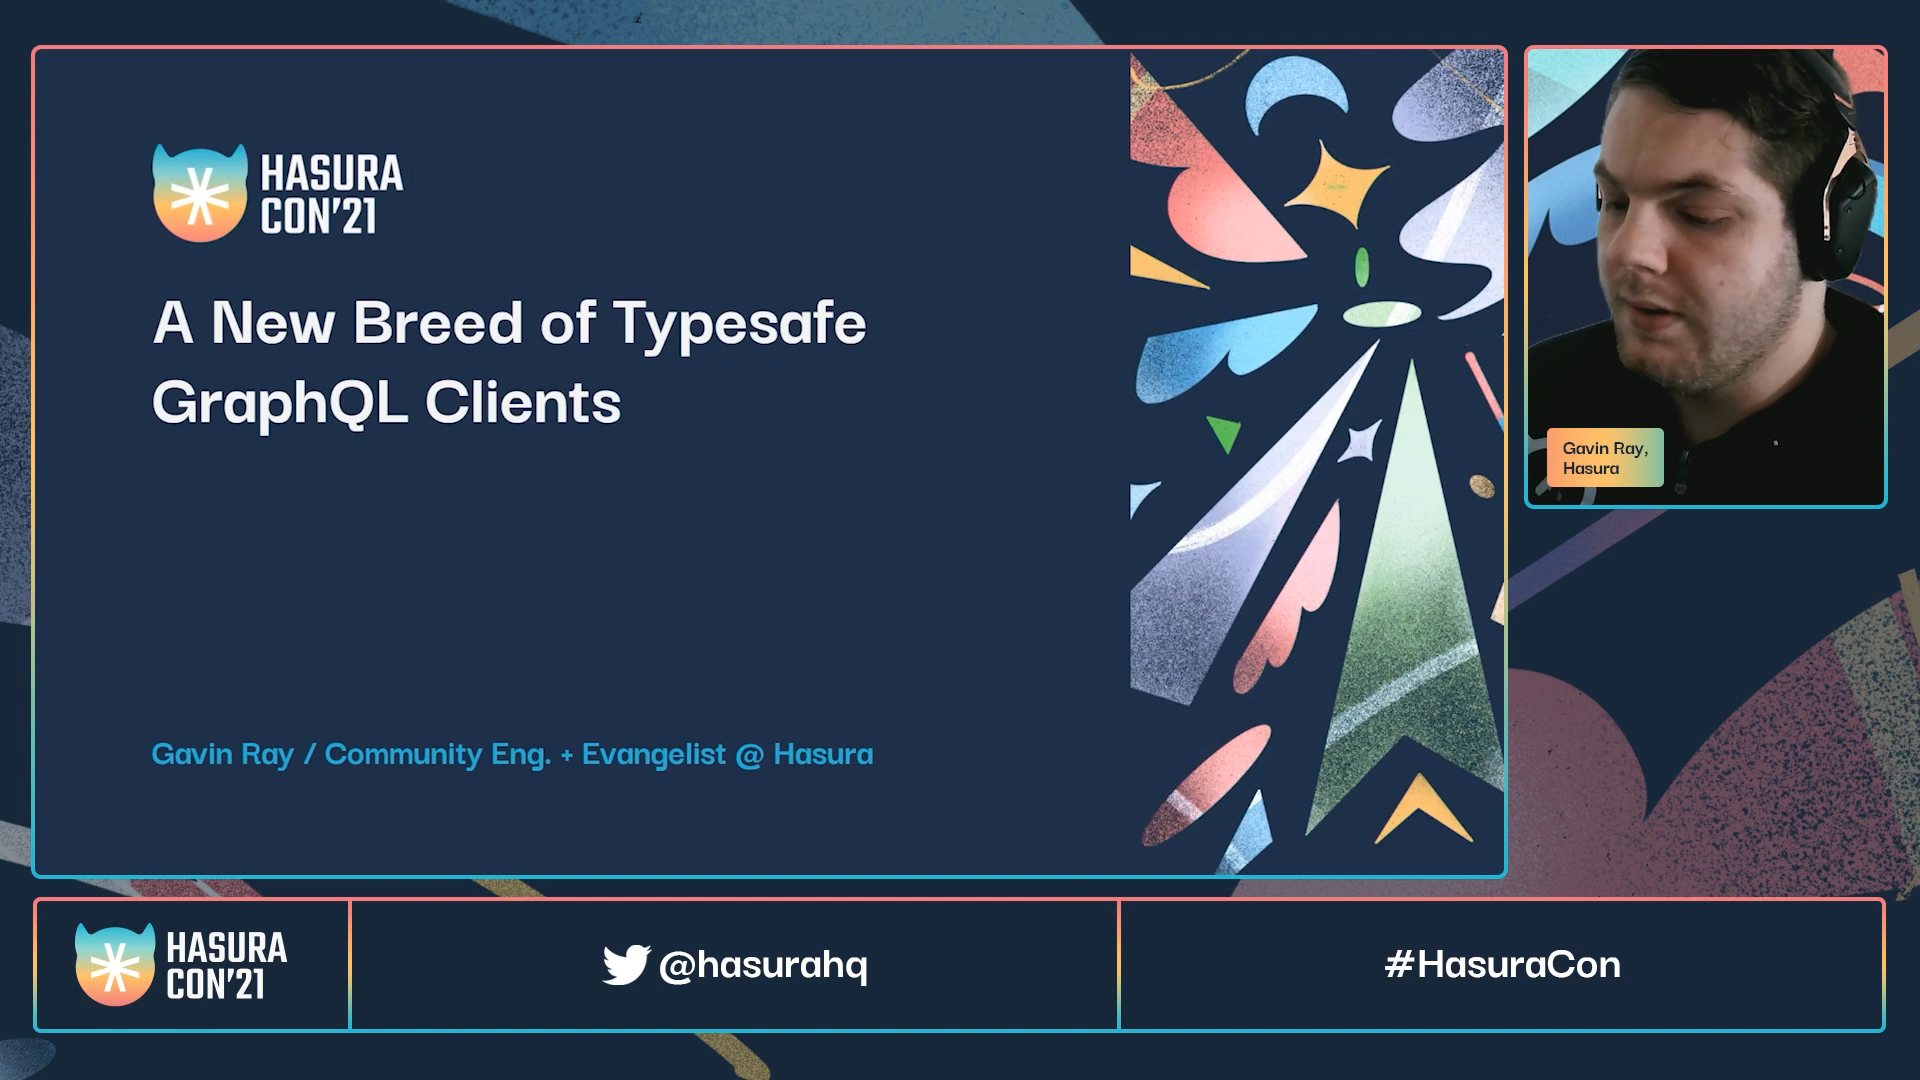 HASURA
CON'21
A New Breed of Typesafe
GraphQL Clients
Gavin Ray / Community Eng. + Evangelist @ Hasura
Gavin Ray,
Hasura
HASURA
CON'21
@hasurahq
#HasuraCon